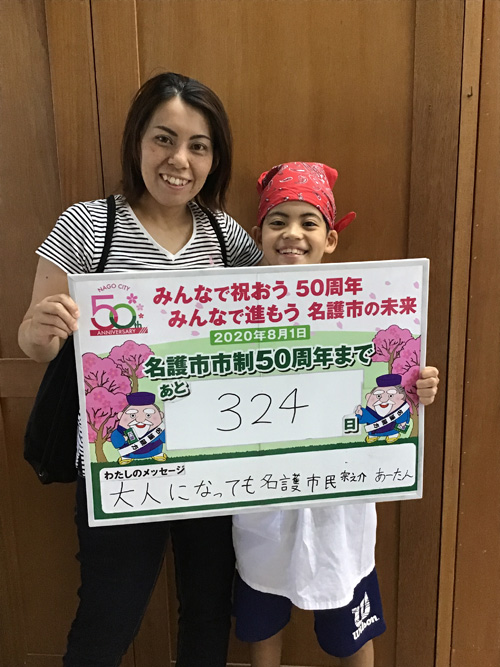 NAGO CITY
50
ANNIVERSARY
みんなで祝おう 50周年
みんなで進もう 名護市の未来
2020年8月1日
名護市市制50周年まで
あと
324
日
わたしのメッセージ
大人になっても名護市民 宗之介 あーたん
Wilson